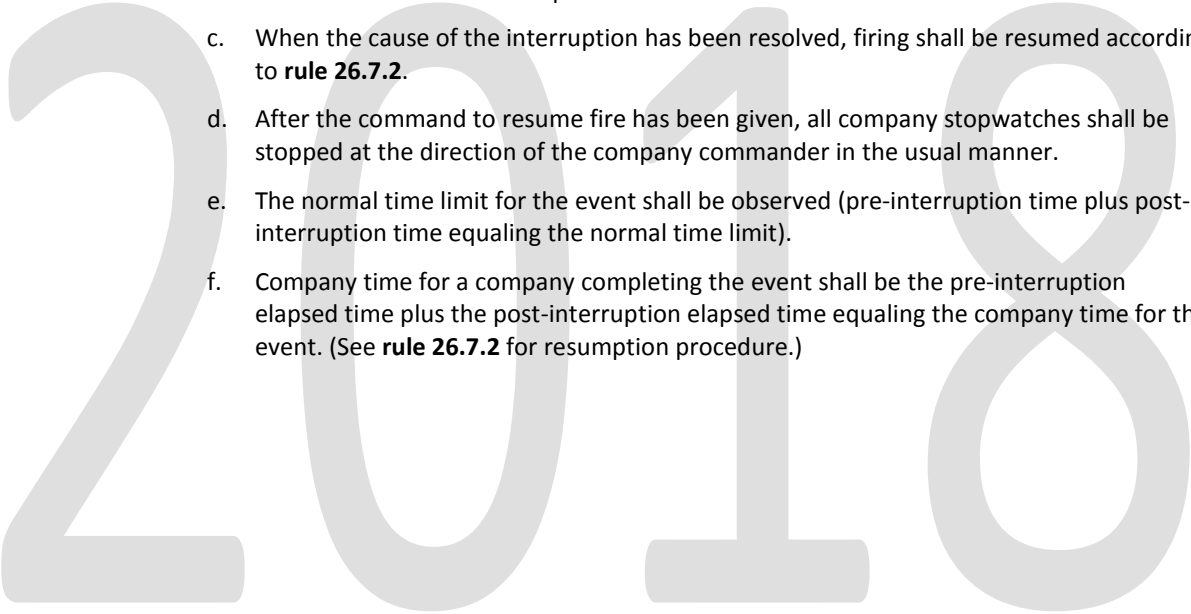 c. When the cause of the interruption has been resolved, firing shall be resumed accordin
to rule 26.7.2.
d. After the command to resume fire has been given, all company stopwatches shall be
stopped at the direction of the company commander in the usual manner.
e. The normal time limit for the event shall be observed (pre-interruption time plus post-
interruption time equaling the normal time limit).
f. Company time for a company completing the event shall be the pre-interruption
elapsed time plus the post-interruption elapsed time equaling the company time for th
event. (See rule 26.7.2 for resumption procedure.)
2018